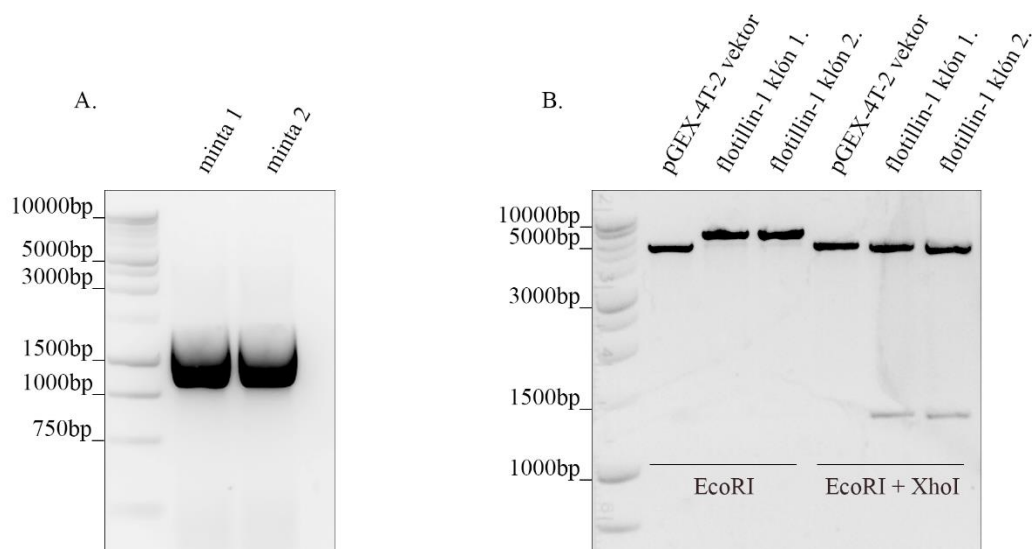 A.
minta 1
minta 2
10000bp
5000bp
3000bp
1500bp
1000bp
750bp
B.
pGEX-4T-2 vektor
flotillin-1 klón 1.
flotillin-1 klón 2.
pGEX-4T-2 vektor
flotillin-1 klón 1.
flotillin-1 klón 2.
10000bp
5000bp
3000bp
1500bp
1000bp
EcoRI
EcoRI + XhoI